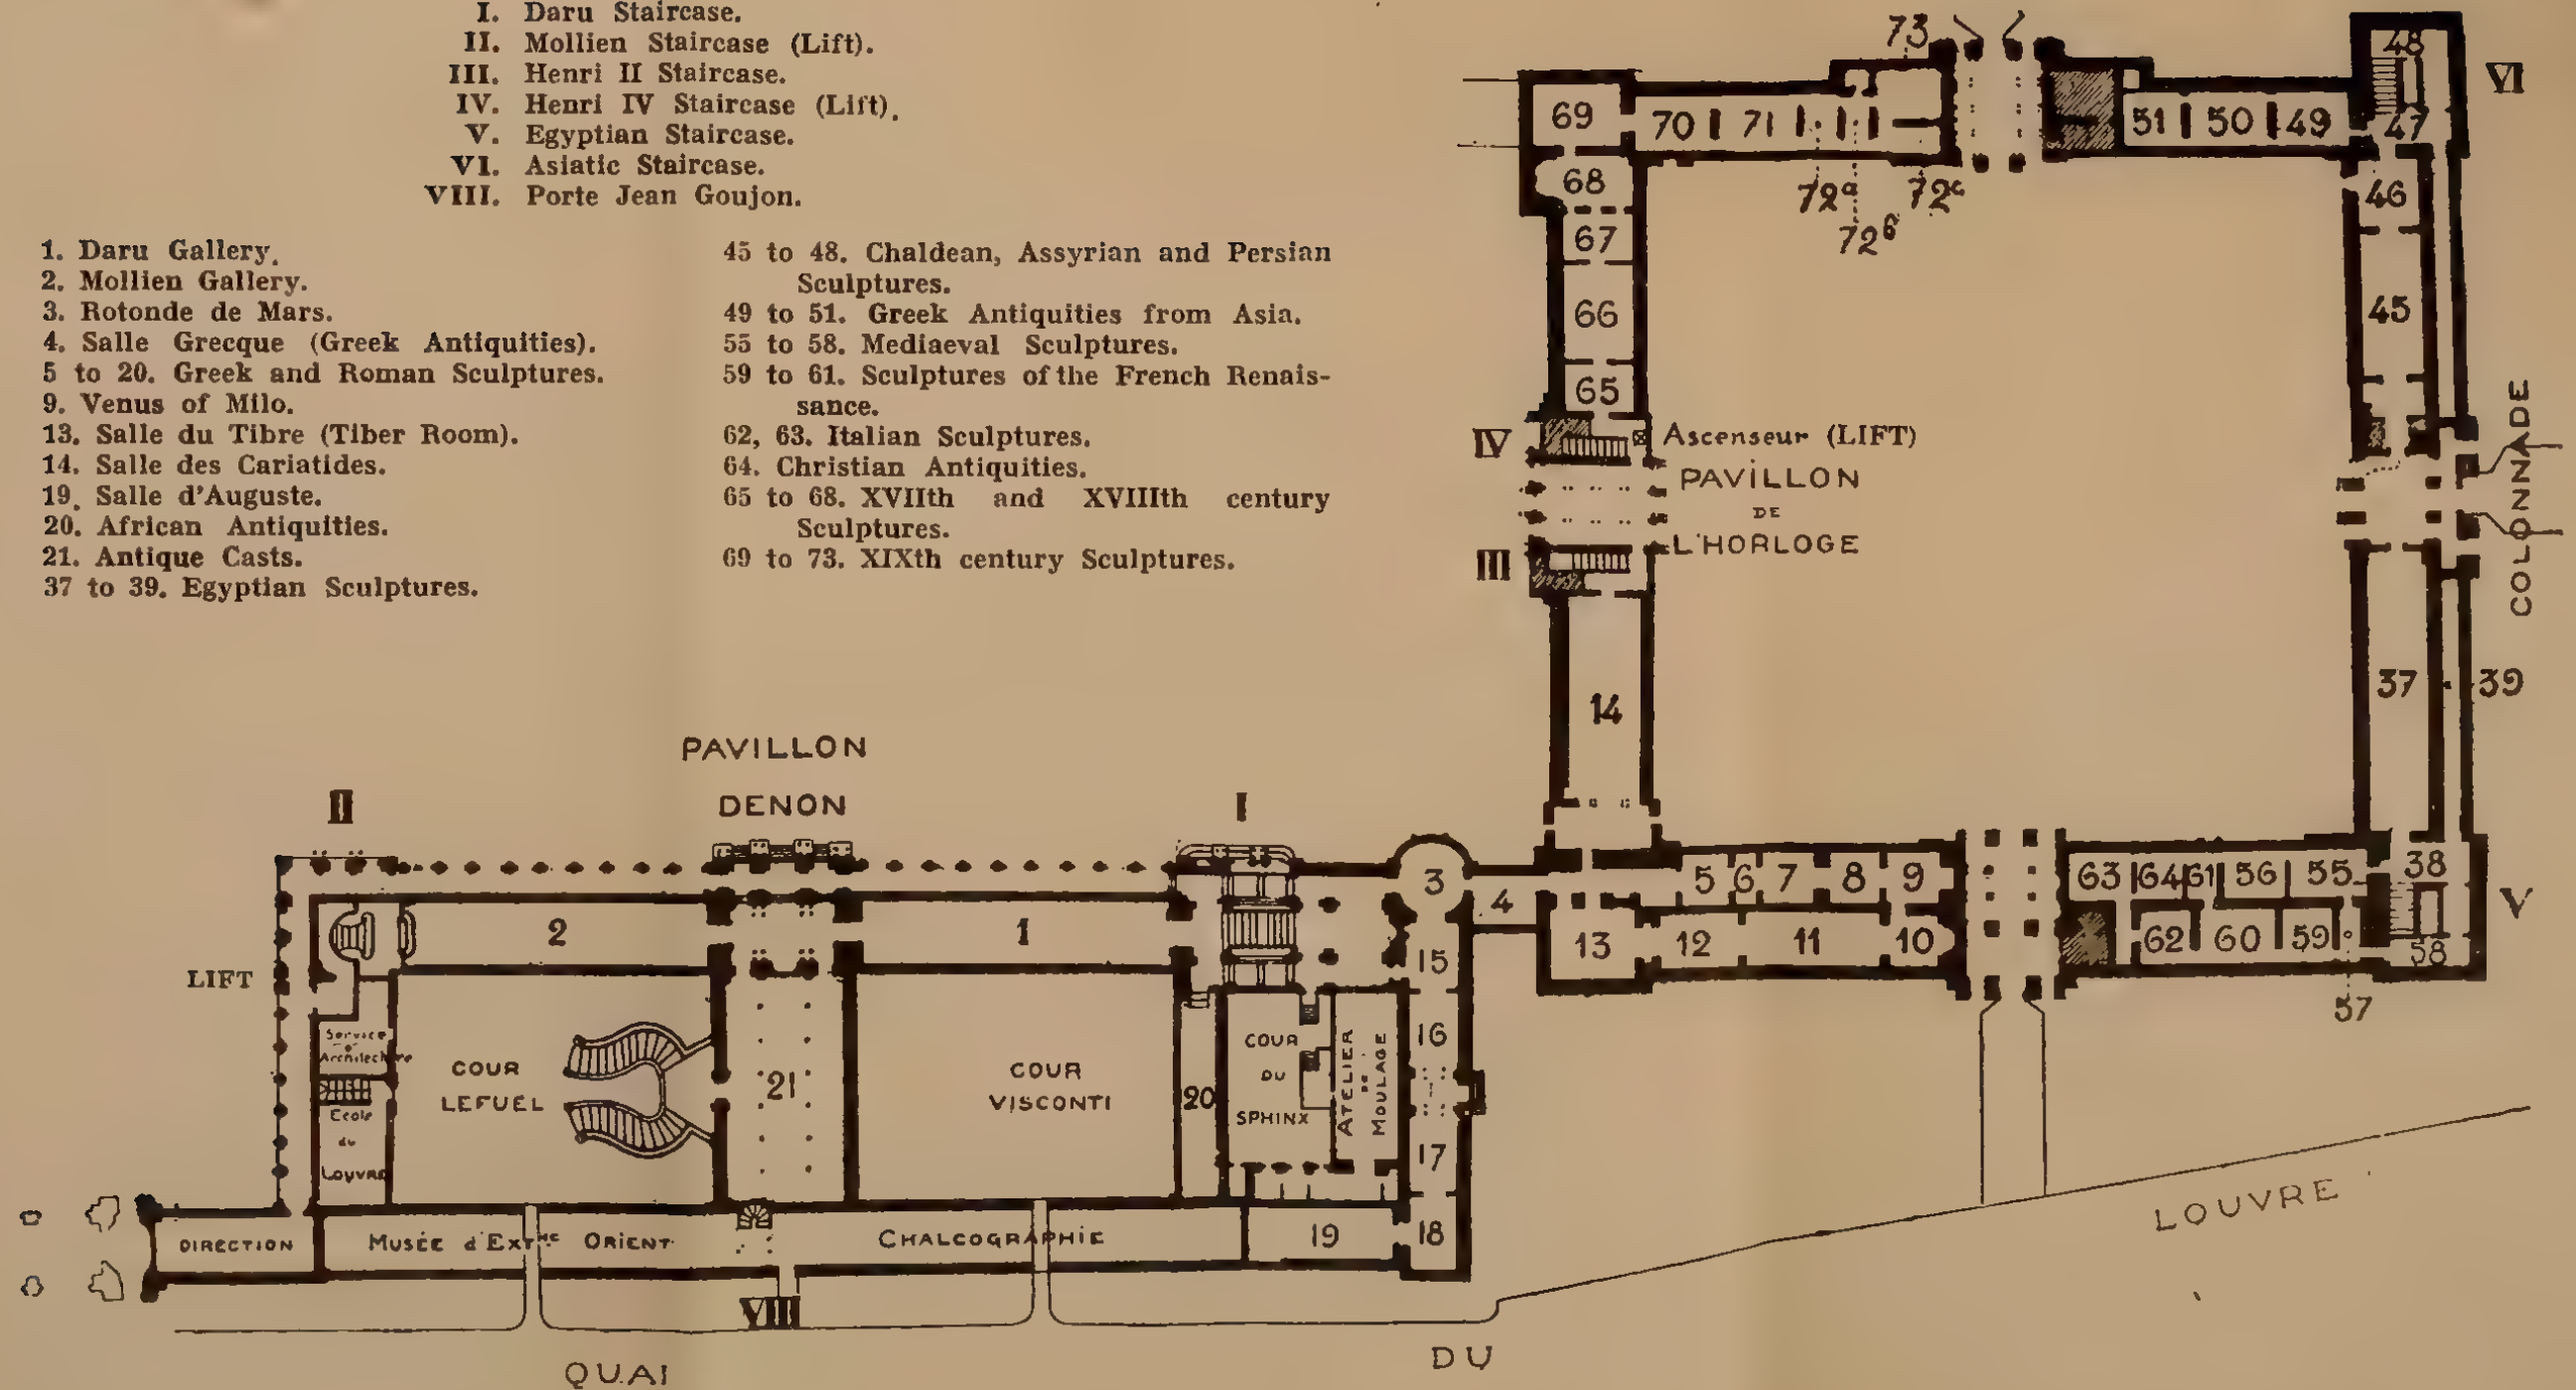 I. Daru Staircase.
II. Mollien Staircase (Lift).
III. Henri II Staircase.
IV. Henri IV Staircase (Lift).
V. Egyptian Staircase.
VI. Asiatic Staircase.
VIII. Porte Jean Goujon.
1. Daru Gallery.
2. Mollien Gallery.
3. Rotonde de Mars.
4. Salle Grecque (Greek Antiquities).
5 to 20. Greek and Roman Sculptures.
9. Venus of Milo.
13. Salle du Tibre (Tiber Room).
14. Salle des Cariatides.
19. Salle d'Auguste.
20. African Antiquities.
21. Antique Casts.
37 to 39. Egyptian Sculptures.
45 to 48. Chaldean, Assyrian and Persian
Sculptures.
49 to 51. Greek Antiquities from Asia.
55 to 58. Mediaeval Sculptures.
59 to 61. Sculptures of the French Renais-
sance.
62, 63. Italian Sculptures.
64. Christian Antiquities.
65 to 68. XVIIth and XVIIIth century
Sculptures.
69 to 73. XIXth century Sculptures.
73
48
VI
69
70
71
51
50
49
47
68
72a
72c
46
67
72b
66
45
65
IV
Ascenseur (LIFT)
PAVILLON
DE
L'HORLOGE
III
COLONNADE
14
37
39
PAVILLON
DENON
II
I
3
4
5
6
7
8
9
63
64
61
56
55
38
V
2
1
15
13
12
11
10
62
60
59
58
57
LIFT
Service
Architecture
Ecole
du
Louvre
COUR
LEFUEL
21
COUR
VISCONTI
20
COUR
DU
SPHINX
ATELIER
DE
MOULAGE
16
17
DIRECTION
MUSÉE d'EXTme ORIENT
CHALCOGRAPHIE
19
18
VIII
QUAI
DU
LOUVRE